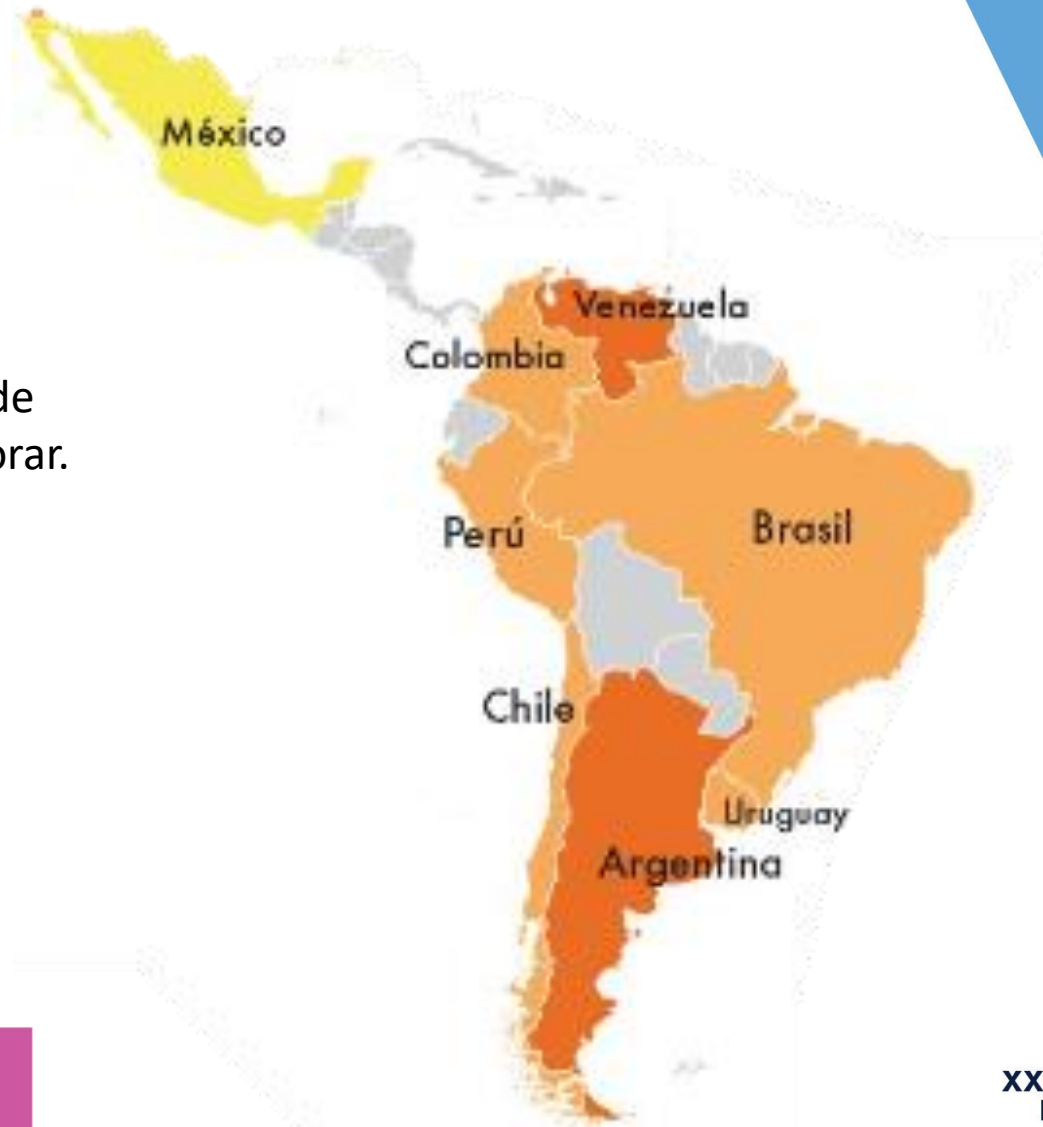 México
Venezuela
Colombia
de
orar.
Perú
Brasil
Chile
Uruguay
Argentina
XX